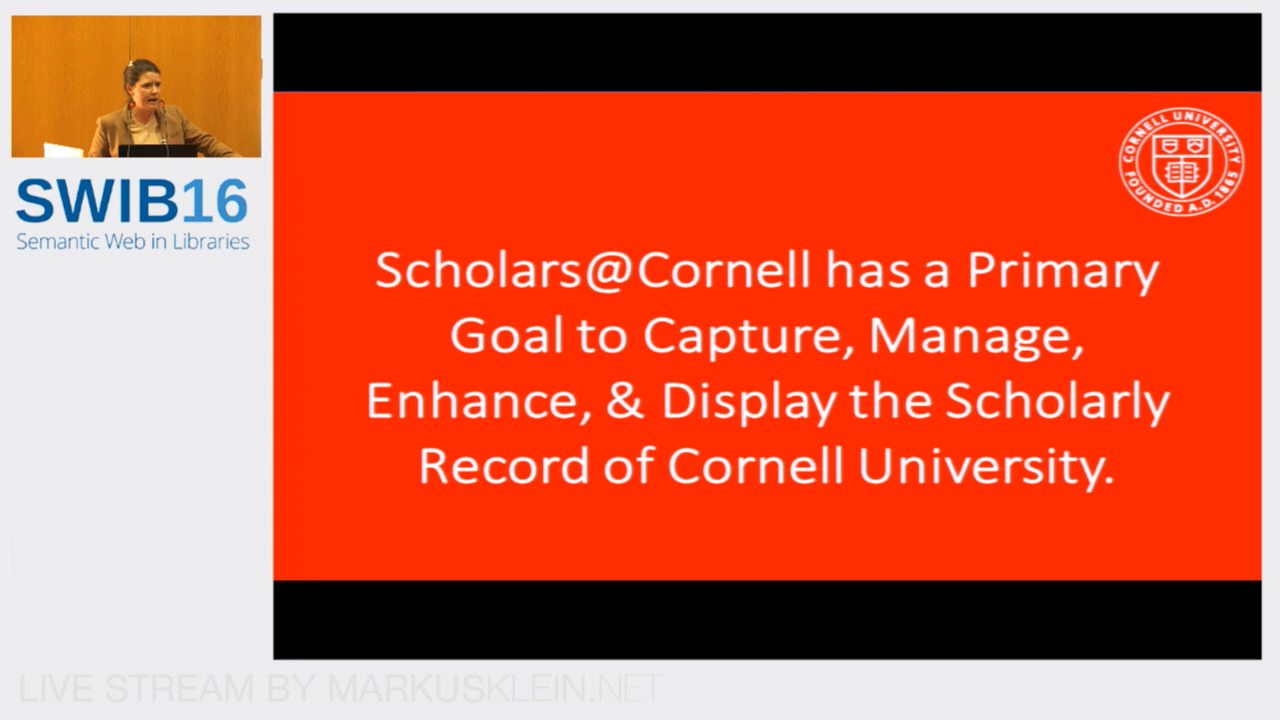 SWIB16
Semantic Web in Libraries
CORNELL UNIVERSITY
FOUNDED A.D. 1865
Scholars@Cornell has a Primary
Goal to Capture, Manage,
Enhance, & Display the Scholarly
Record of Cornell University.
LIVE STREAM BY MARKUSKLEIN.NET